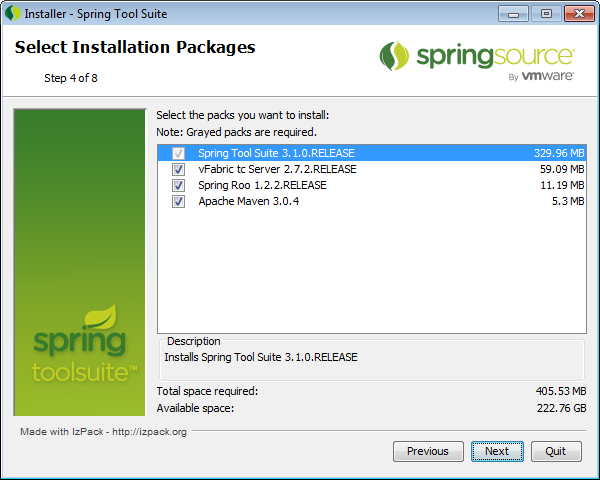 Installer - Spring Tool Suite
Select Installation Packages
Step 4 of 8
springsource
By vmware
Select the packs you want to install:
Note: Grayed packs are required.
Spring Tool Suite 3.1.0.RELEASE 329.96 MB
vFabric tc Server 2.7.2.RELEASE 59.09 MB
Spring Roo 1.2.2.RELEASE 11.19 MB
Apache Maven 3.0.4 5.3 MB
spring
toolsuite™
Description
Installs Spring Tool Suite 3.1.0.RELEASE
Total space required: 405.53 MB
Available space: 222.76 GB
Made with IzPack - http://izpack.org
Previous Next Quit